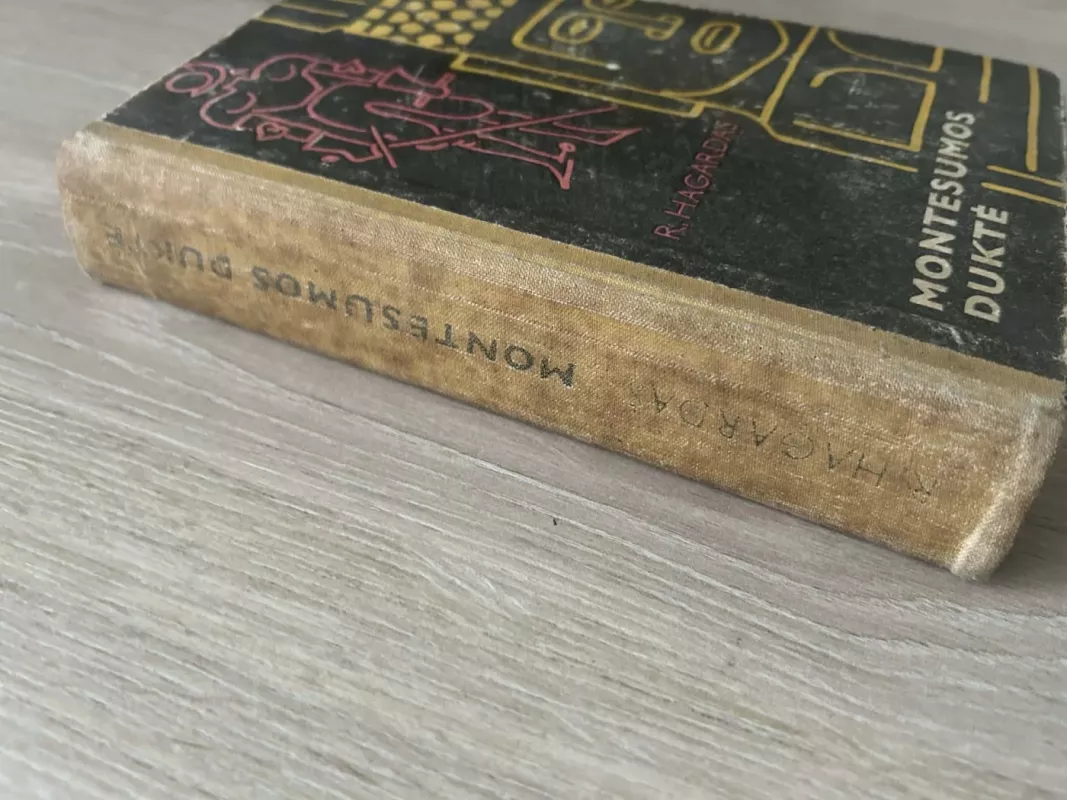 R. HAGARDAS
MONTESUMOS
DUKTĖ
R. HAGARDAS
MONTESUMOS DUKTĖ